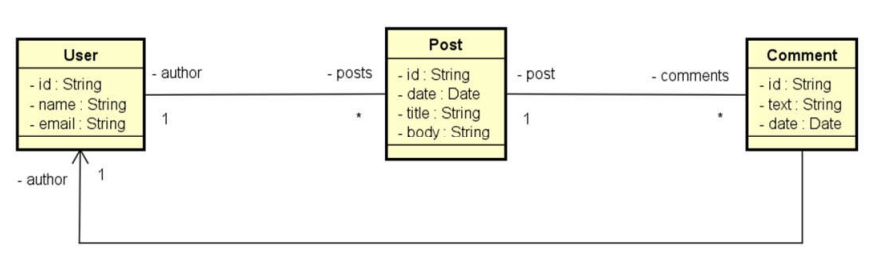 User
- id : String
- name : String
- email : String
- author
1
- posts
*
Post
- id : String
- date : Date
- title : String
- body : String
- post
1
- comments
*
Comment
- id : String
- text : String
- date : Date
- author
1